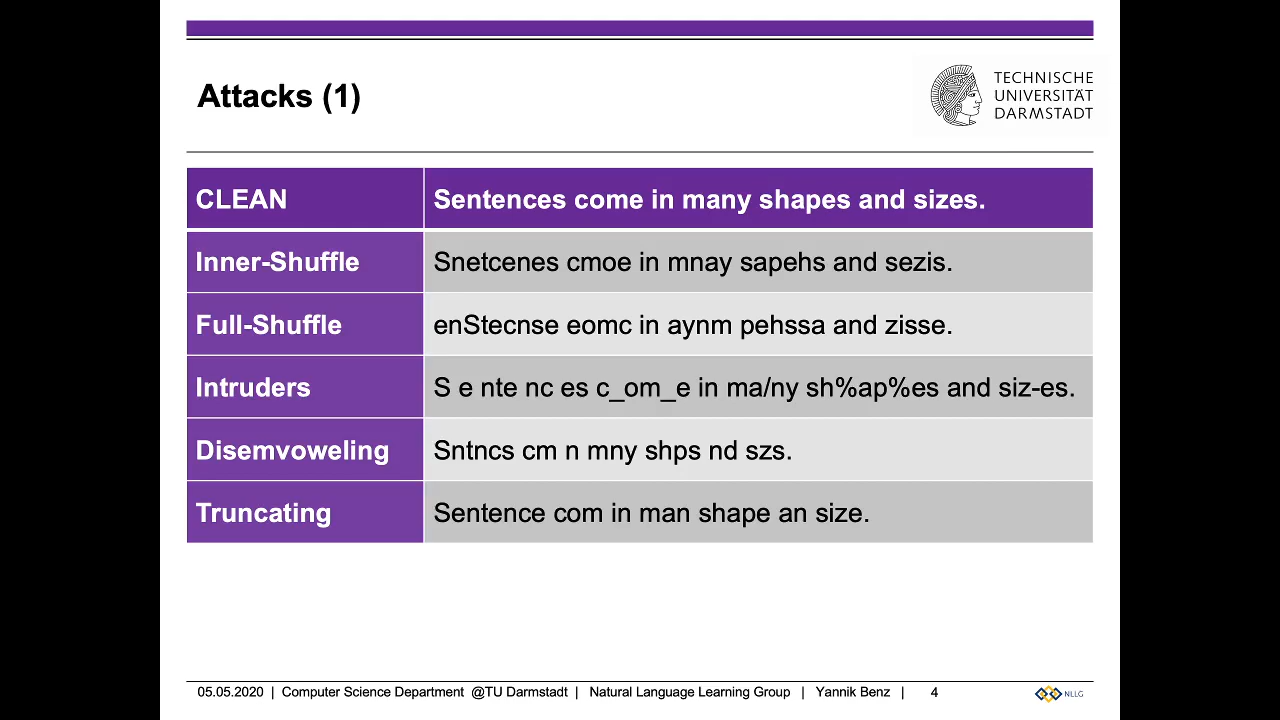 Attacks (1)
TECHNISCHE
UNIVERSITÄT
DARMSTADT
CLEAN Sentences come in many shapes and sizes.
Inner-Shuffle Snetcenes cmoe in mnay sapehs and sezis.
Full-Shuffle enStecnse eomc in aynm pehssa and zisse.
Intruders S e nte nc es c_om_e in ma/ny sh%ap%es and siz-es.
Disemvoweling Sntncs cm n mny shps nd szs.
Truncating Sentence com in man shape an size.
05.05.2020 | Computer Science Department @TU Darmstadt | Natural Language Learning Group | Yannik Benz | 4 NLLG